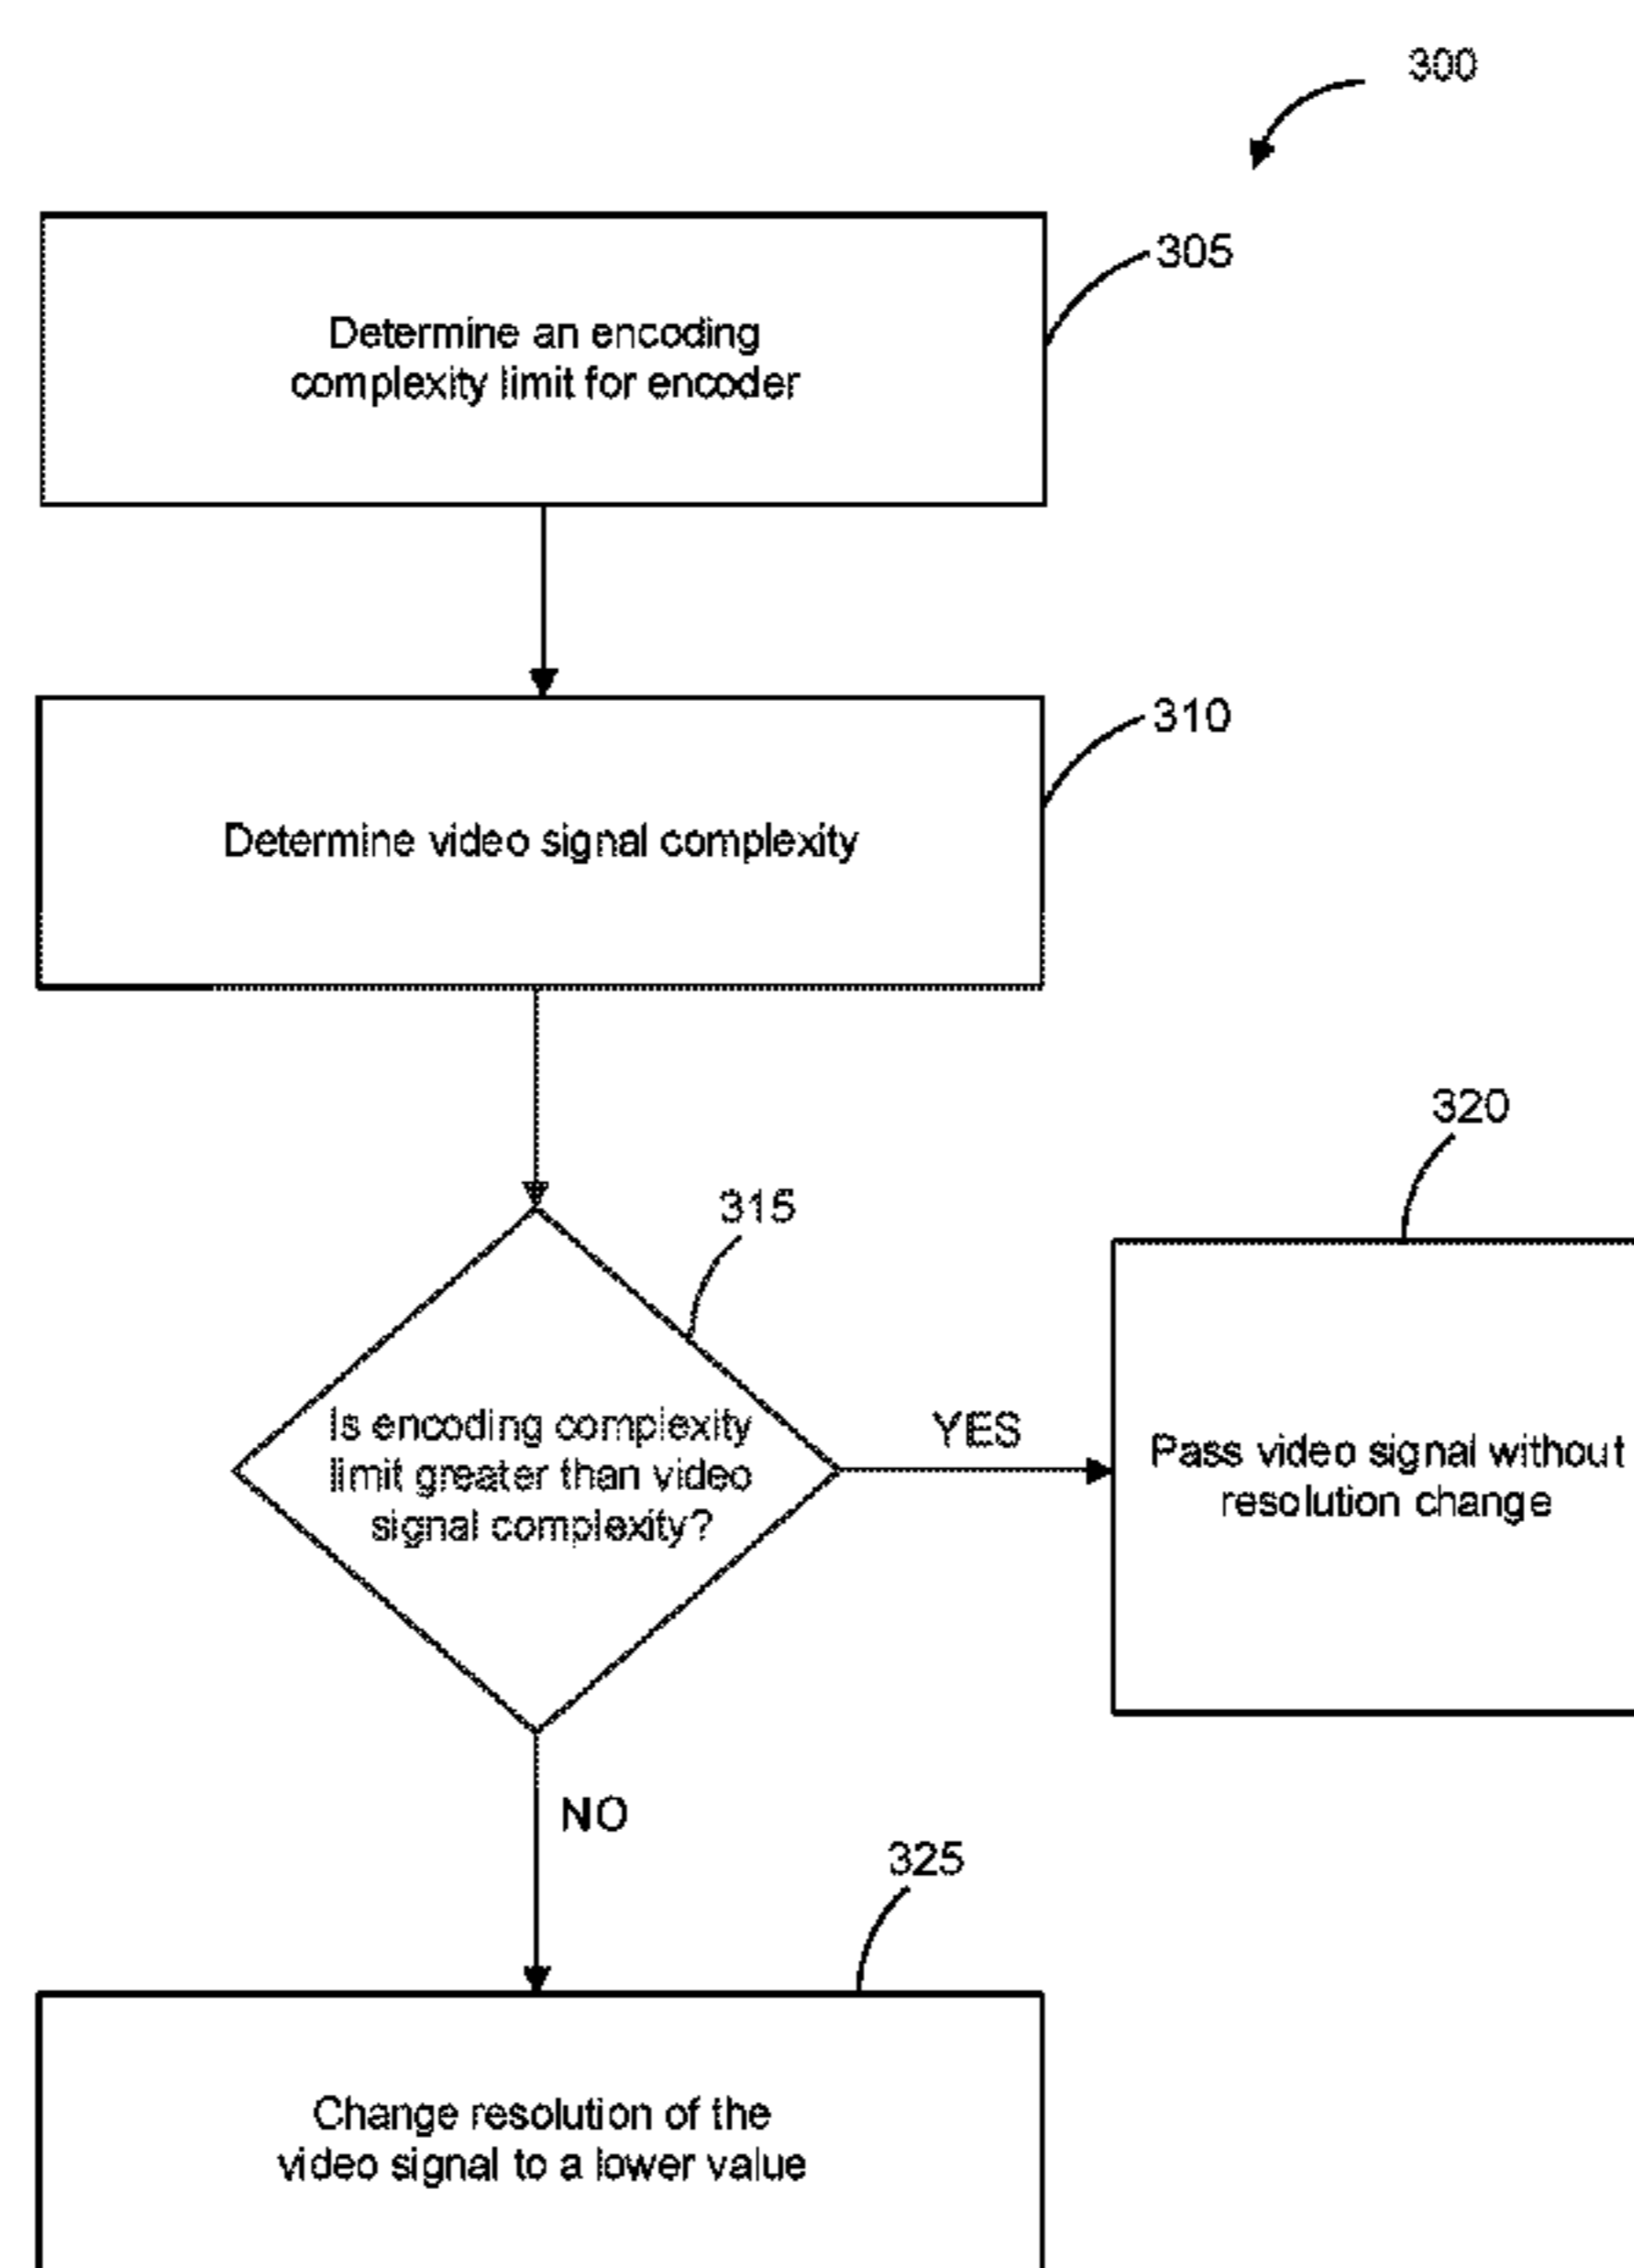 300
305
Determine an encoding
complexity limit for encoder
310
Determine video signal complexity
320
315
Is encoding complexity
limit greater than video
signal complexity?
YES
Pass video signal without
resolution change
NO
325
Change resolution of the
video signal to a lower value